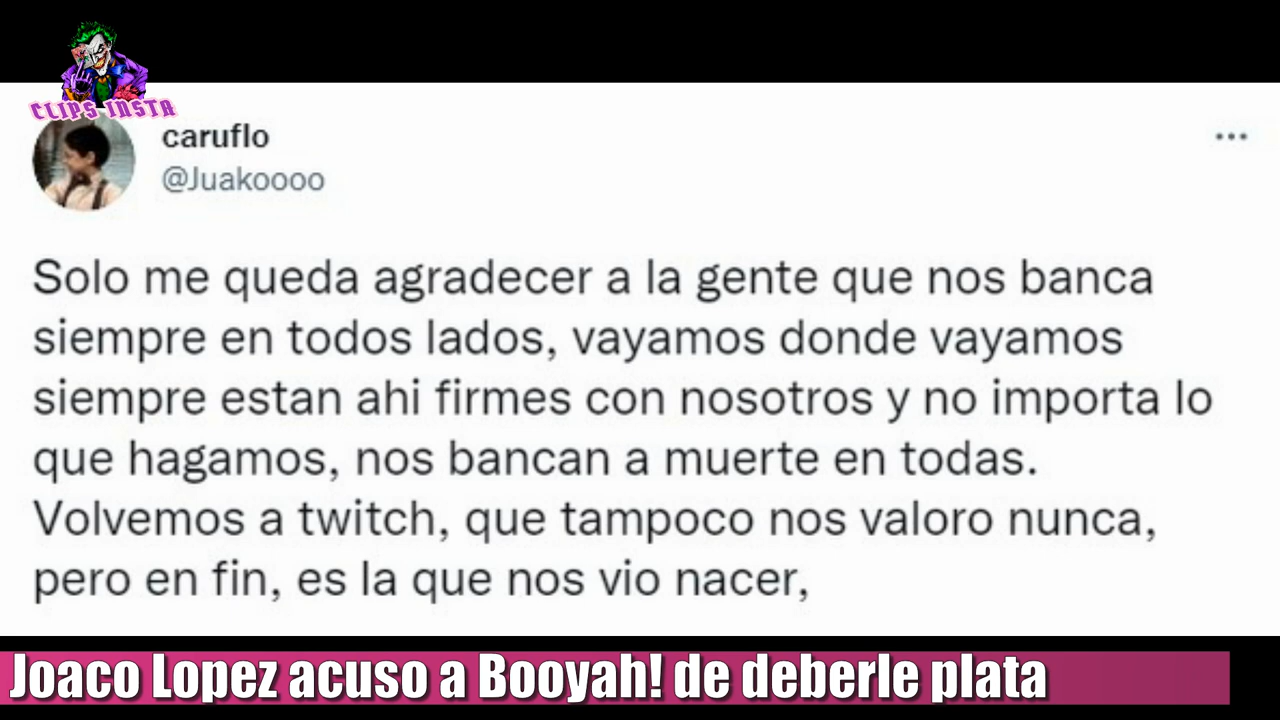 CLIPS INSTA
caruflo
@Juakoooo
Solo me queda agradecer a la gente que nos banca
siempre en todos lados, vayamos donde vayamos
siempre estan ahi firmes con nosotros y no importa lo
que hagamos, nos bancan a muerte en todas.
Volvemos a twitch, que tampoco nos valoro nunca,
pero en fin, es la que nos vio nacer,
Joaco Lopez acuso a Booyah! de deberle plata